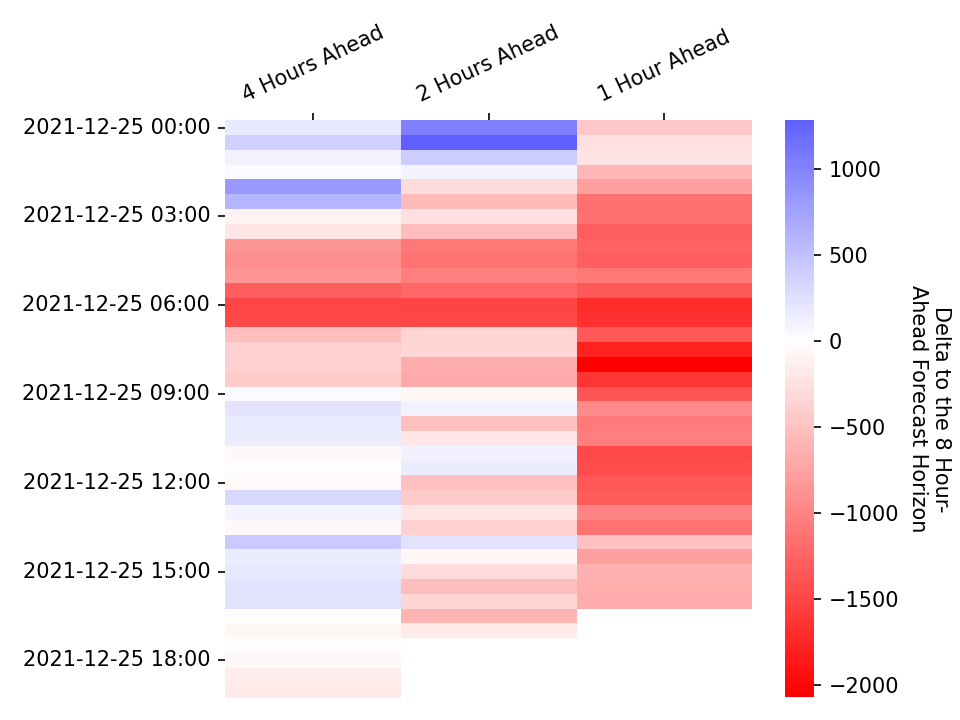 4 Hours Ahead
2 Hours Ahead
1 Hour Ahead
2021-12-25 00:00
2021-12-25 03:00
2021-12-25 06:00
2021-12-25 09:00
2021-12-25 12:00
2021-12-25 15:00
2021-12-25 18:00
1000
500
0
−500
−1000
−1500
−2000
Delta to the 8 Hour-
Ahead Forecast Horizon